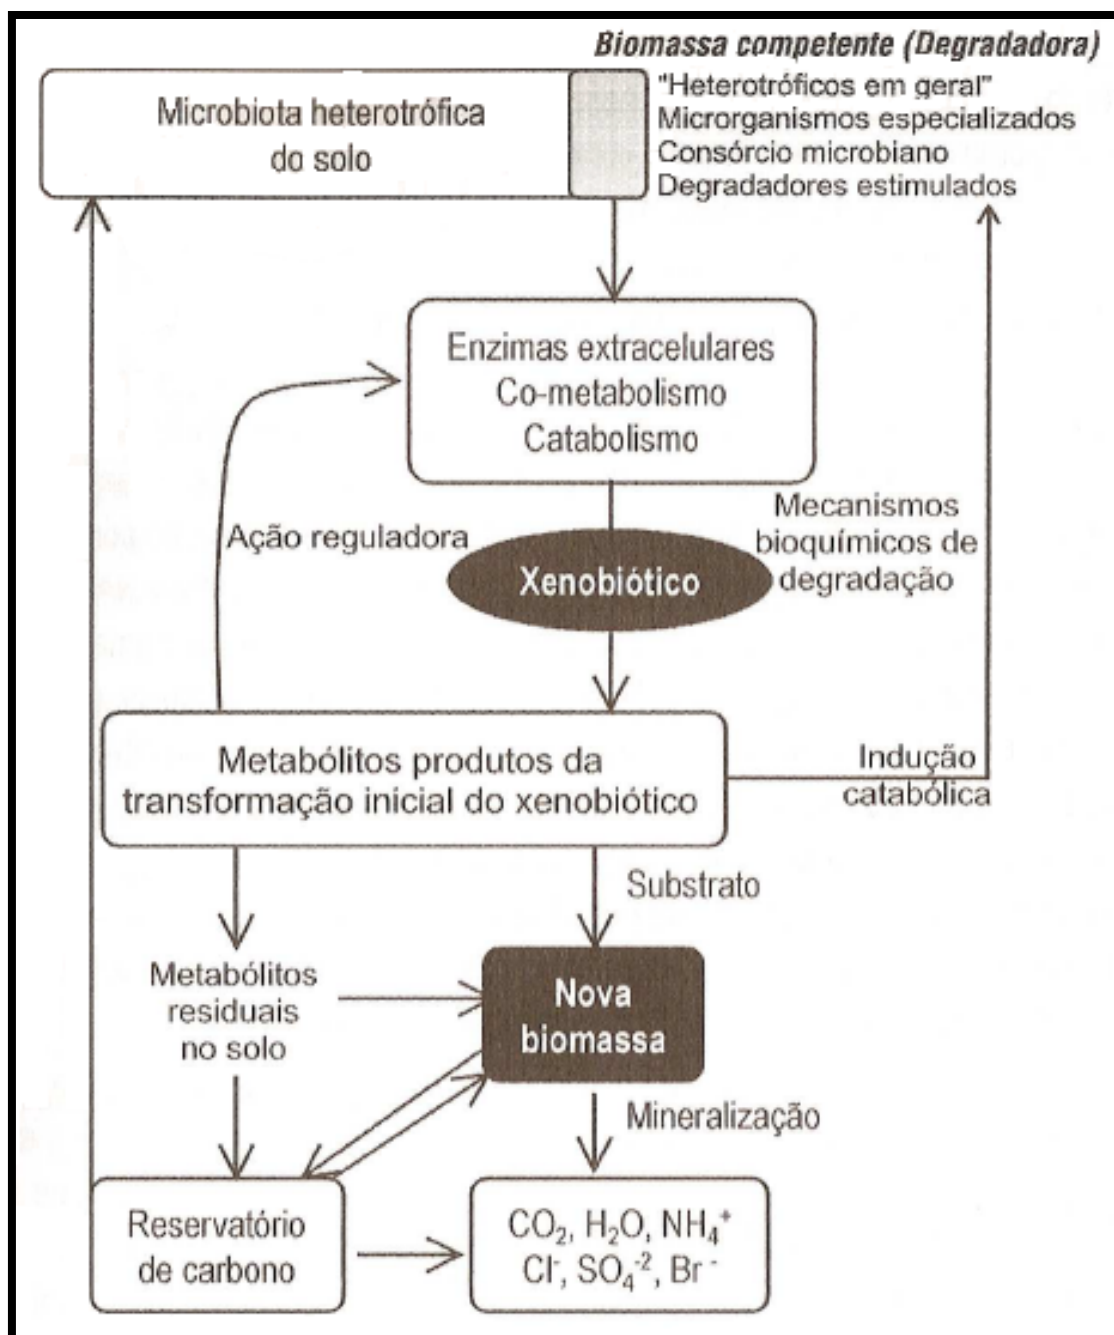 Biomassa competente (Degradadora)
"Heterotróficos em geral"
Microrganismos especializados
Consórcio microbiano
Degradadores estimulados
Microbiota heterotrófica
do solo
Enzimas extracelulares
Co-metabolismo
Catabolismo
Ação reguladora
Xenobiótico
Mecanismos
bioquímicos de
degradação
Metabólitos produtos da
transformação inicial do xenobiótico
Indução
catabólica
Substrato
Metabólitos
residuais
no solo
Nova
biomassa
Mineralização
Reservatório
de carbono
CO₂, H₂O, NH₄⁺
Cl⁻, SO₄⁻², Br⁻